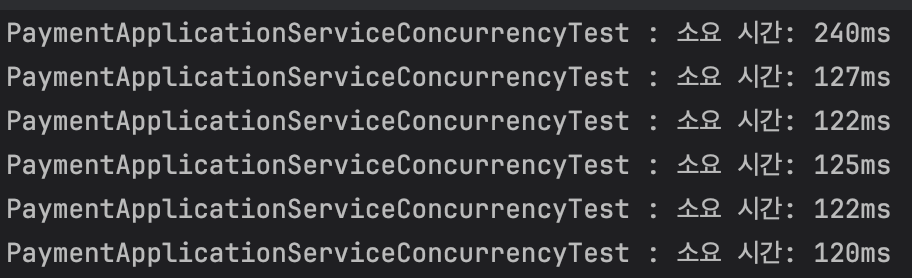 PaymentApplicationServiceConcurrencyTest : 소요 시간: 240ms
PaymentApplicationServiceConcurrencyTest : 소요 시간: 127ms
PaymentApplicationServiceConcurrencyTest : 소요 시간: 122ms
PaymentApplicationServiceConcurrencyTest : 소요 시간: 125ms
PaymentApplicationServiceConcurrencyTest : 소요 시간: 122ms
PaymentApplicationServiceConcurrencyTest : 소요 시간: 120ms